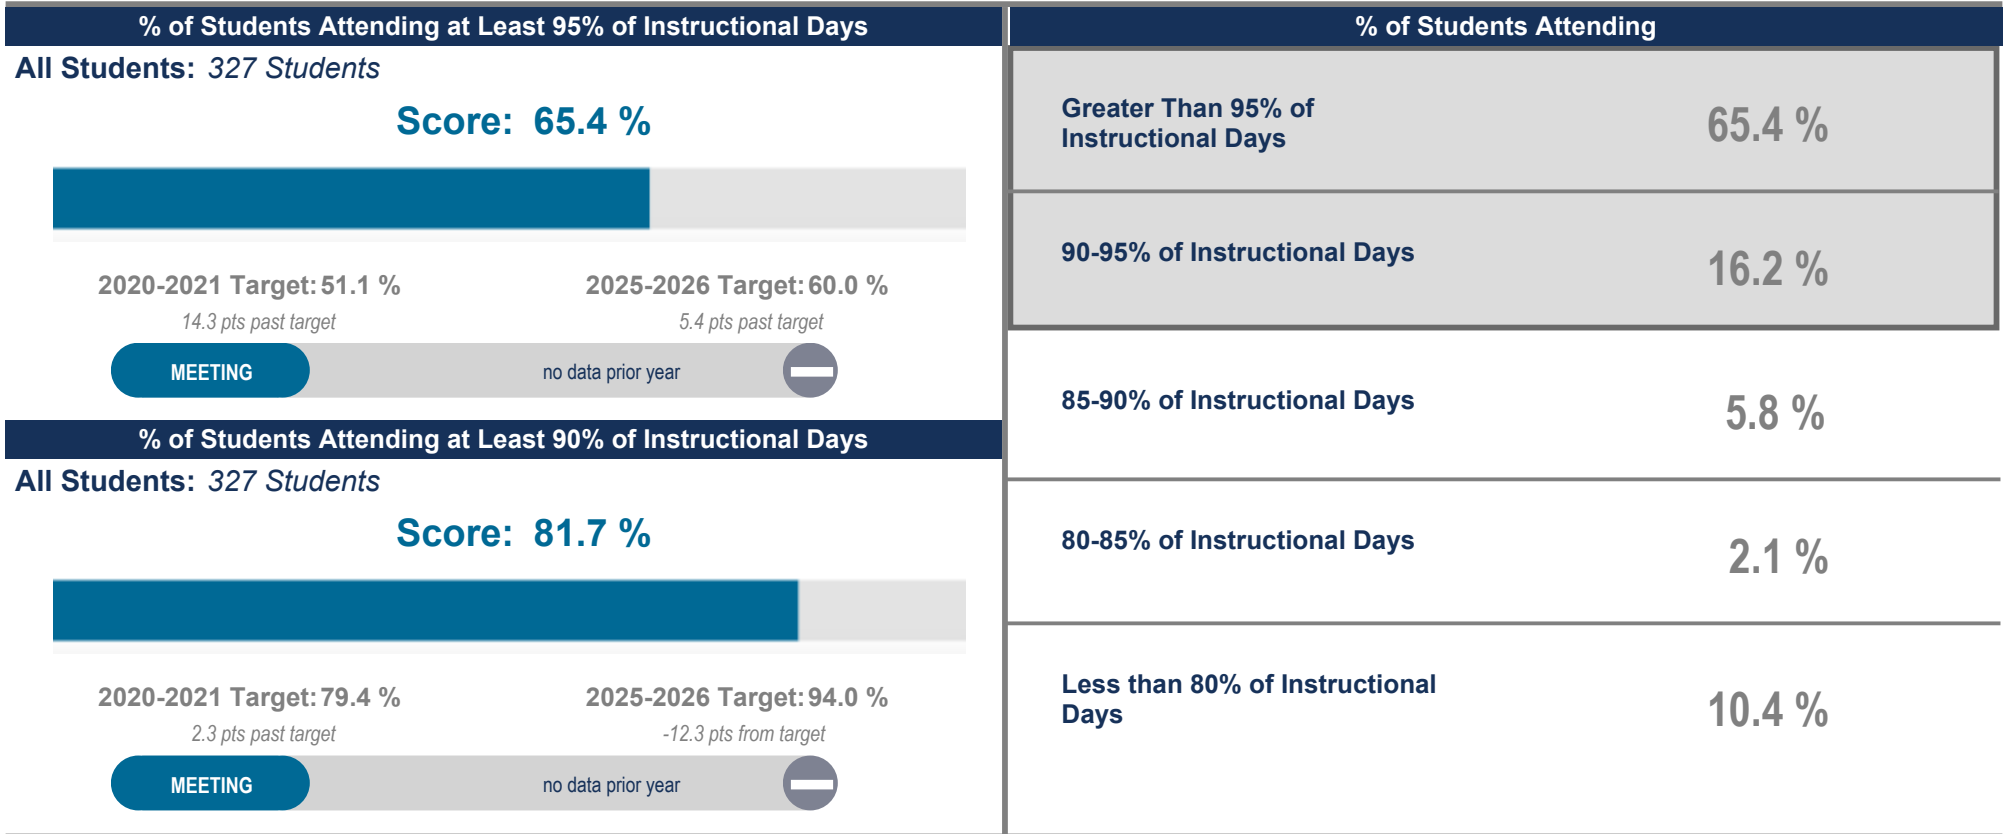 % of Students Attending at Least 95% of Instructional Days
All Students: 327 Students
Score: 65.4 %
2020-2021 Target: 51.1 %
14.3 pts past target
2025-2026 Target: 60.0 %
5.4 pts past target
MEETING
no data prior year
% of Students Attending at Least 90% of Instructional Days
All Students: 327 Students
Score: 81.7 %
2020-2021 Target: 79.4 %
2.3 pts past target
2025-2026 Target: 94.0 %
-12.3 pts from target
MEETING
no data prior year
% of Students Attending
Greater Than 95% of
Instructional Days
65.4 %
90-95% of Instructional Days
16.2 %
85-90% of Instructional Days
5.8 %
80-85% of Instructional Days
2.1 %
Less than 80% of Instructional
Days
10.4 %